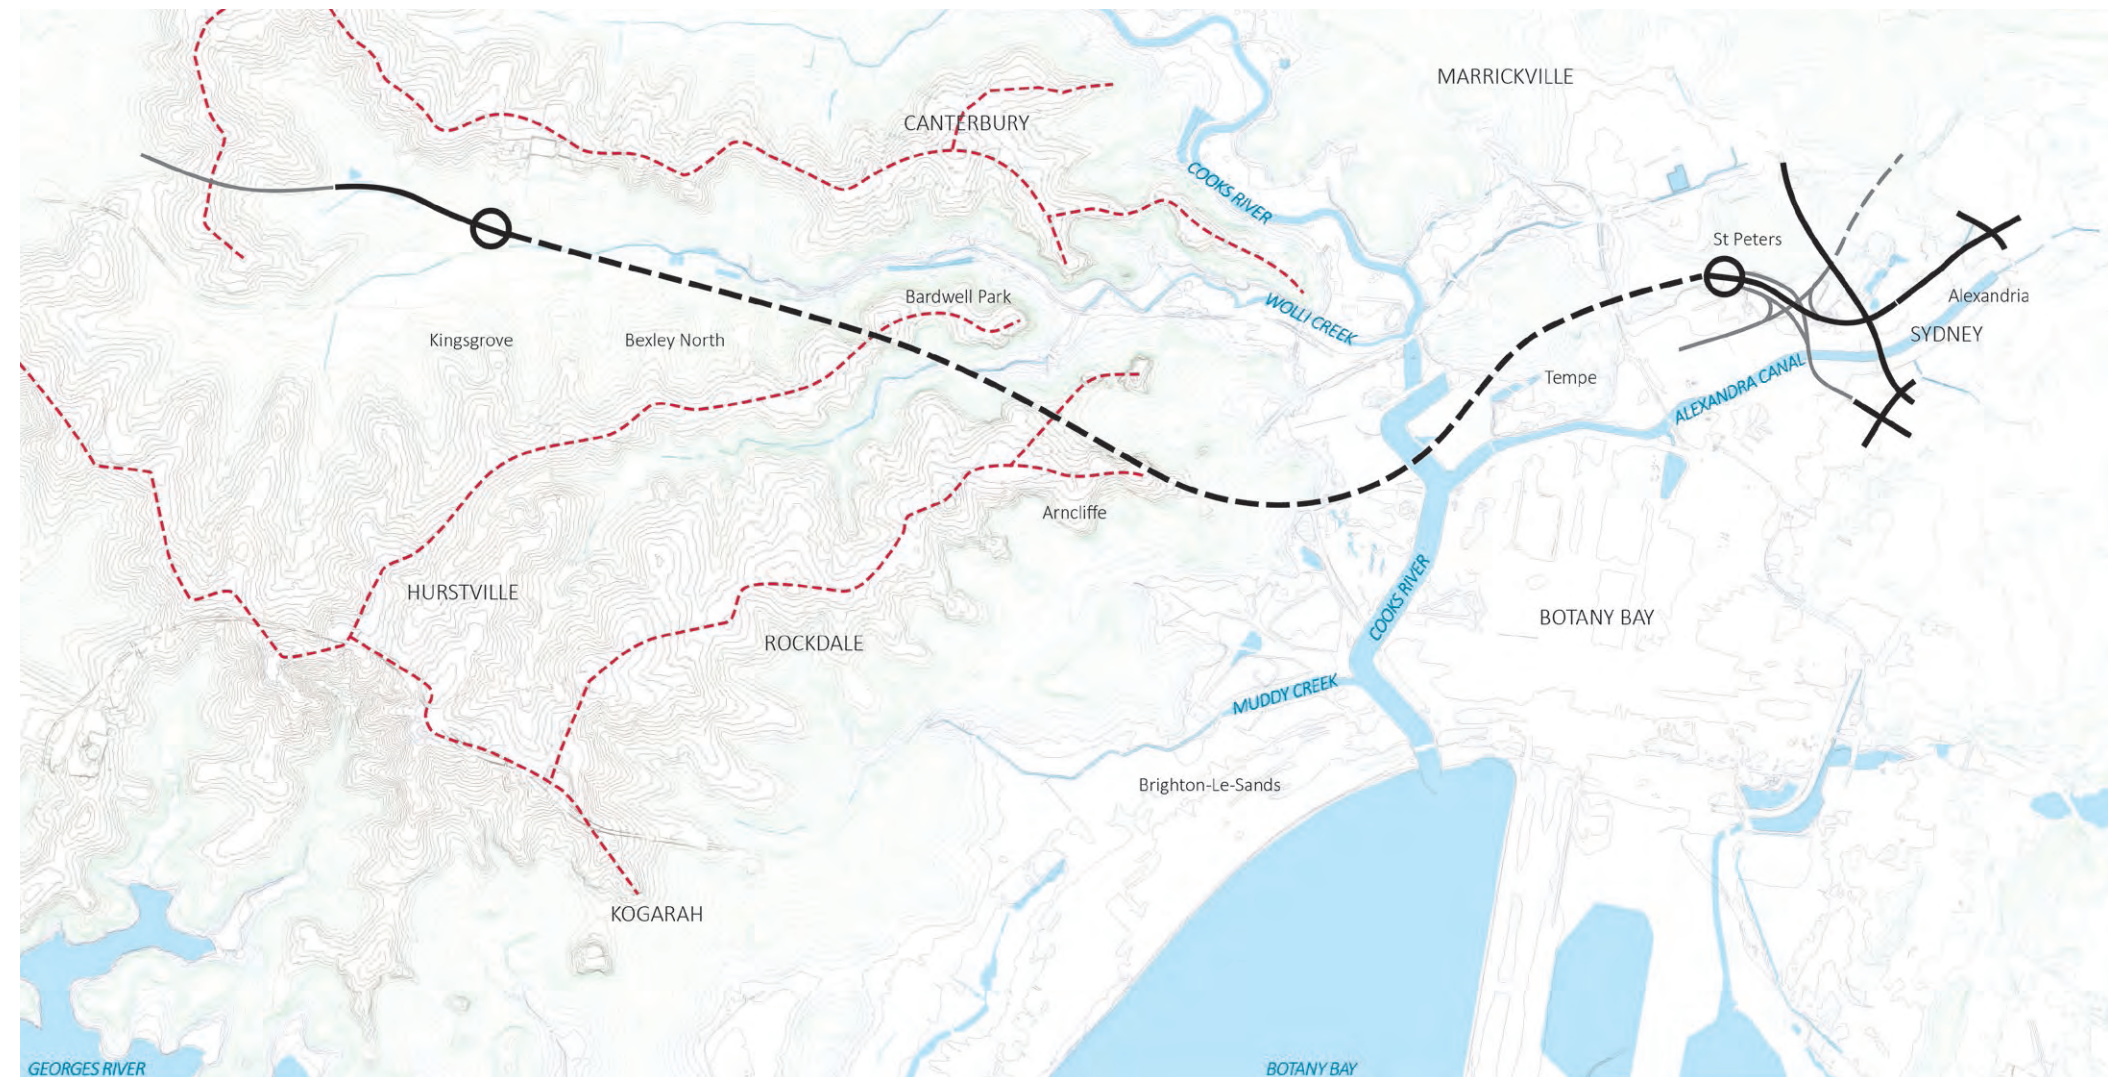 MARRICKVILLE
CANTERBURY
COOKS RIVER
St Peters
Bardwell Park
Alexandria
WOLLI CREEK
SYDNEY
Kingsgrove
Bexley North
Tempe
ALEXANDRA CANAL
Arncliffe
HURSTVILLE
COOKS RIVER
BOTANY BAY
ROCKDALE
MUDDY CREEK
Brighton-Le-Sands
KOGARAH
GEORGES RIVER
BOTANY BAY